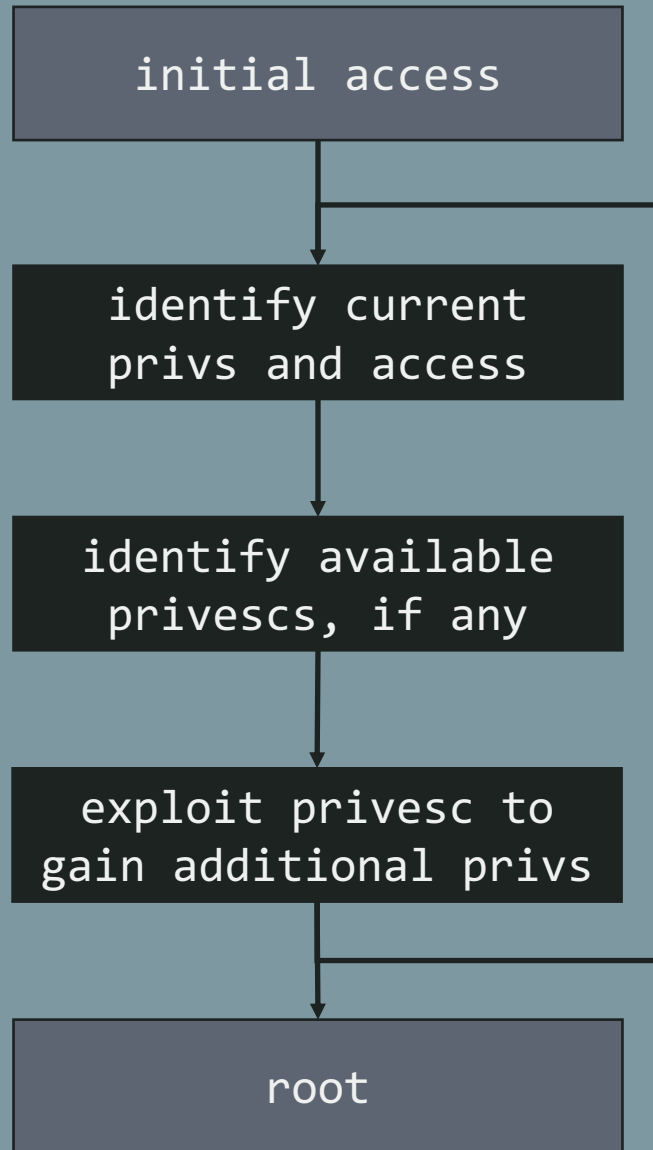 initial access
identify current
privs and access
identify available
privescs, if any
exploit privesc to
gain additional privs
root